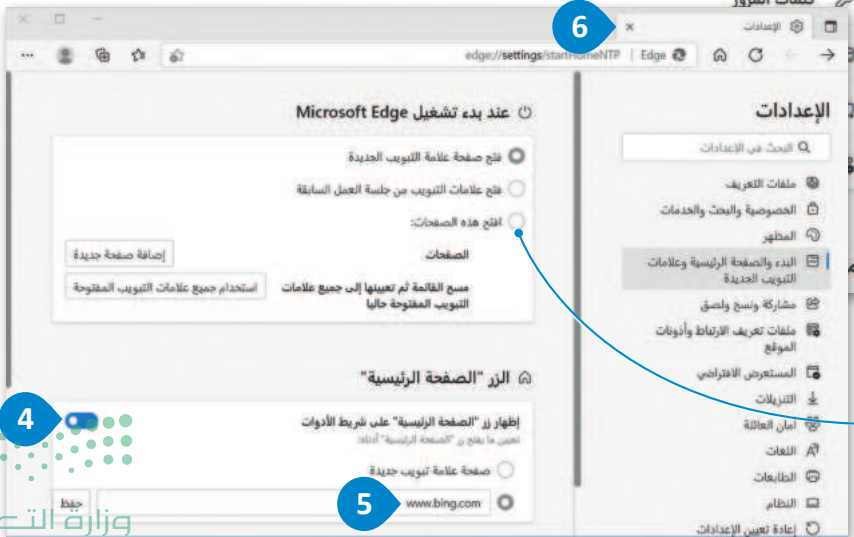 كلمات المرور
6
الإعدادات
edge://settings/startHomeNTP | Edge
الإعدادات
البحث في الإعدادات
ملفات التعريف
الخصوصية والبحث والخدمات
المظهر
البدء والصفحة الرئيسية وعلامات
التبويب الجديدة
مشاركة ونسخ ولصق
ملفات تعريف الارتباط وأذونات
الموقع
المستعرض الافتراضي
التنزيلات
أمان العائلة
اللغات
الطابعات
النظام
إعادة تعيين الإعدادات
عند بدء تشغيل Microsoft Edge
فتح صفحة علامة التبويب الجديدة
فتح علامات التبويب من جلسة العمل السابقة
افتح هذه الصفحات:
الصفحات
إضافة صفحة جديدة
مسح القائمة ثم تعيينها إلى جميع علامات
التبويب المفتوحة حاليا
استخدام جميع علامات التبويب المفتوحة
الزر "الصفحة الرئيسية"
إظهار زر "الصفحة الرئيسية" على شريط الأدوات
4
تعيين ما يفتح زر "الصفحة الرئيسية" أدناه:
صفحة علامة تبويب جديدة
www.bing.com
5
حفظ
وزارة التـ